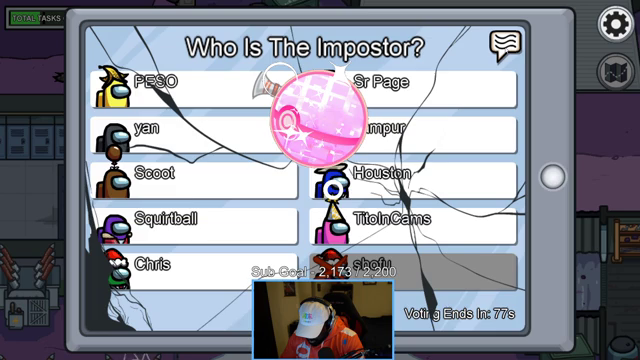 TOTAL TASKS
Who Is The Impostor?
PESO
Sr Page
yan
Scoot
Houston
Squirtball
TitoInCams
Chris
shofu
Sub-Goal - 2,173 / 2,200
Voting Ends In: 77s